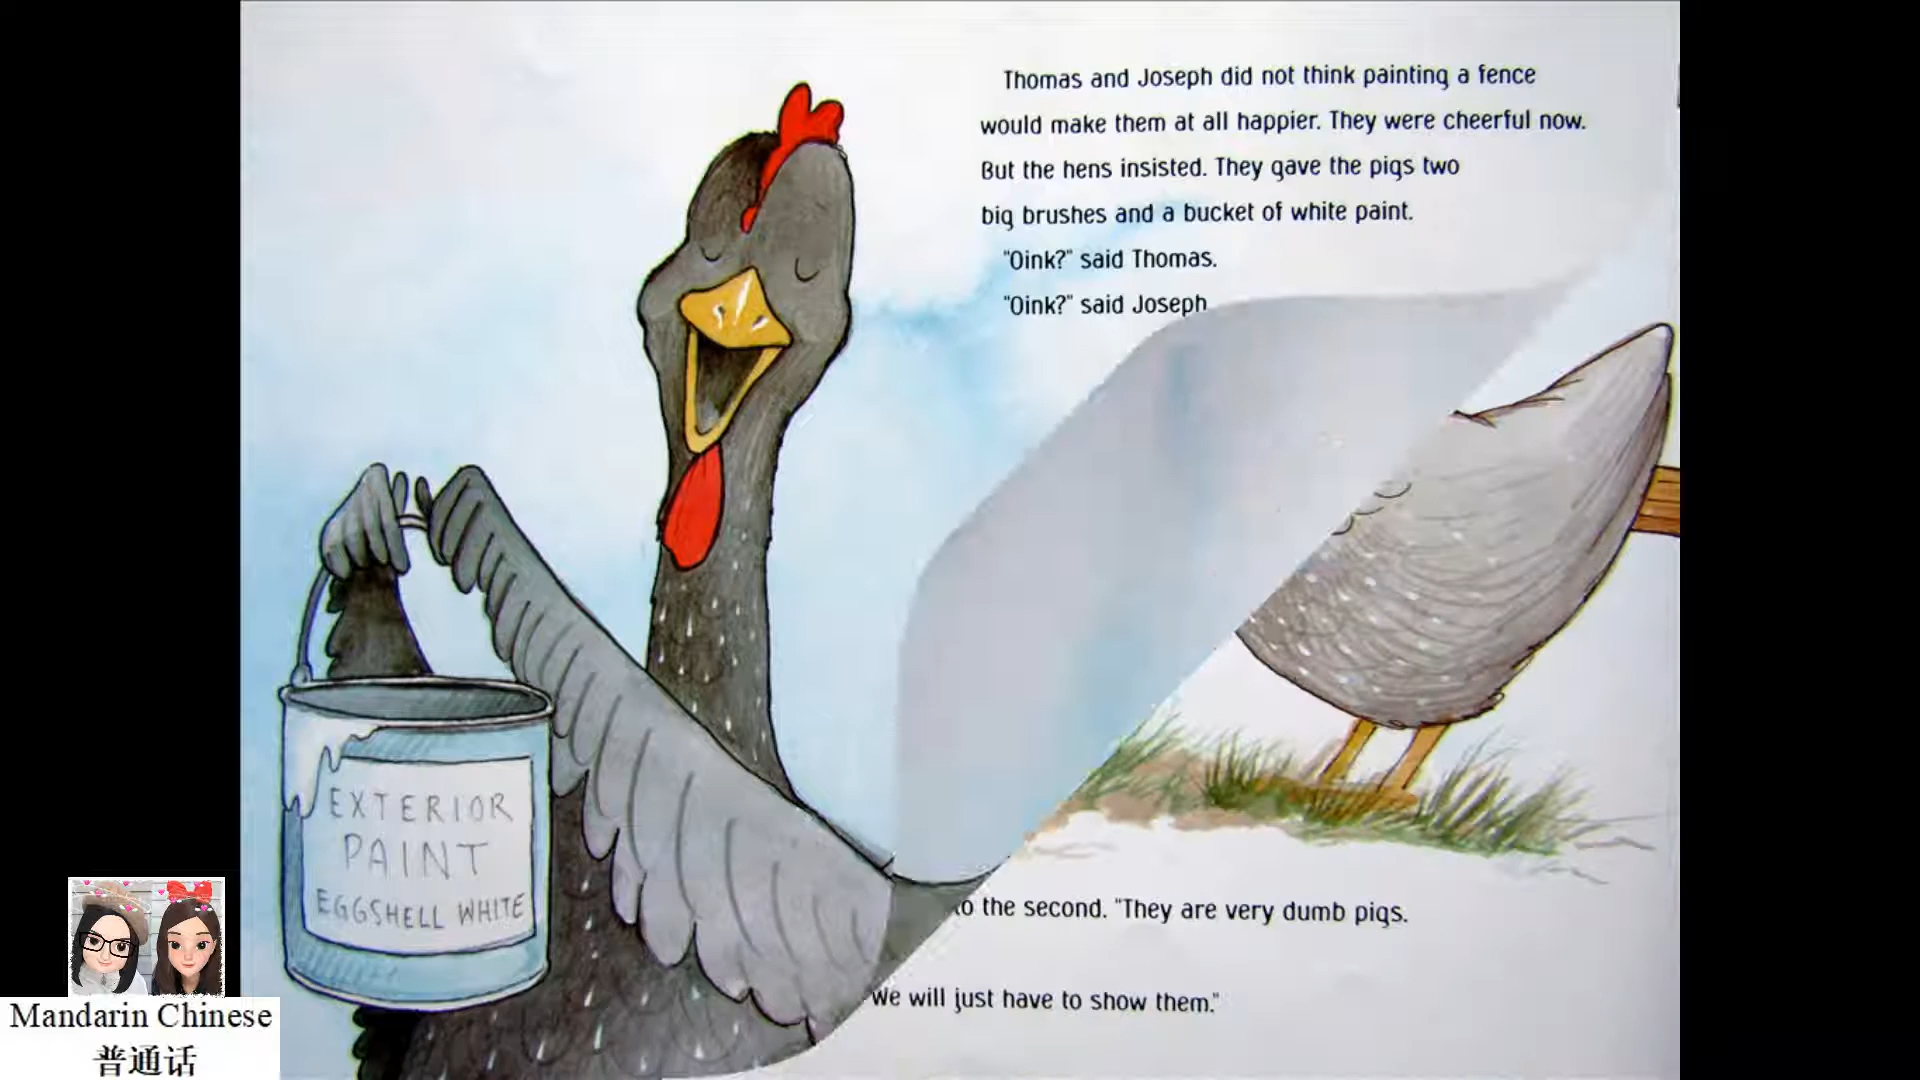 Thomas and Joseph did not think painting a fence
would make them at all happier. They were cheerful now.
But the hens insisted. They gave the pigs two
big brushes and a bucket of white paint.
"Oink?" said Thomas.
"Oink?" said Joseph
EXTERIOR
PAINT
EGGSHELL WHITE
to the second. "They are very dumb pigs.
We will just have to show them."
Mandarin Chinese
普通话